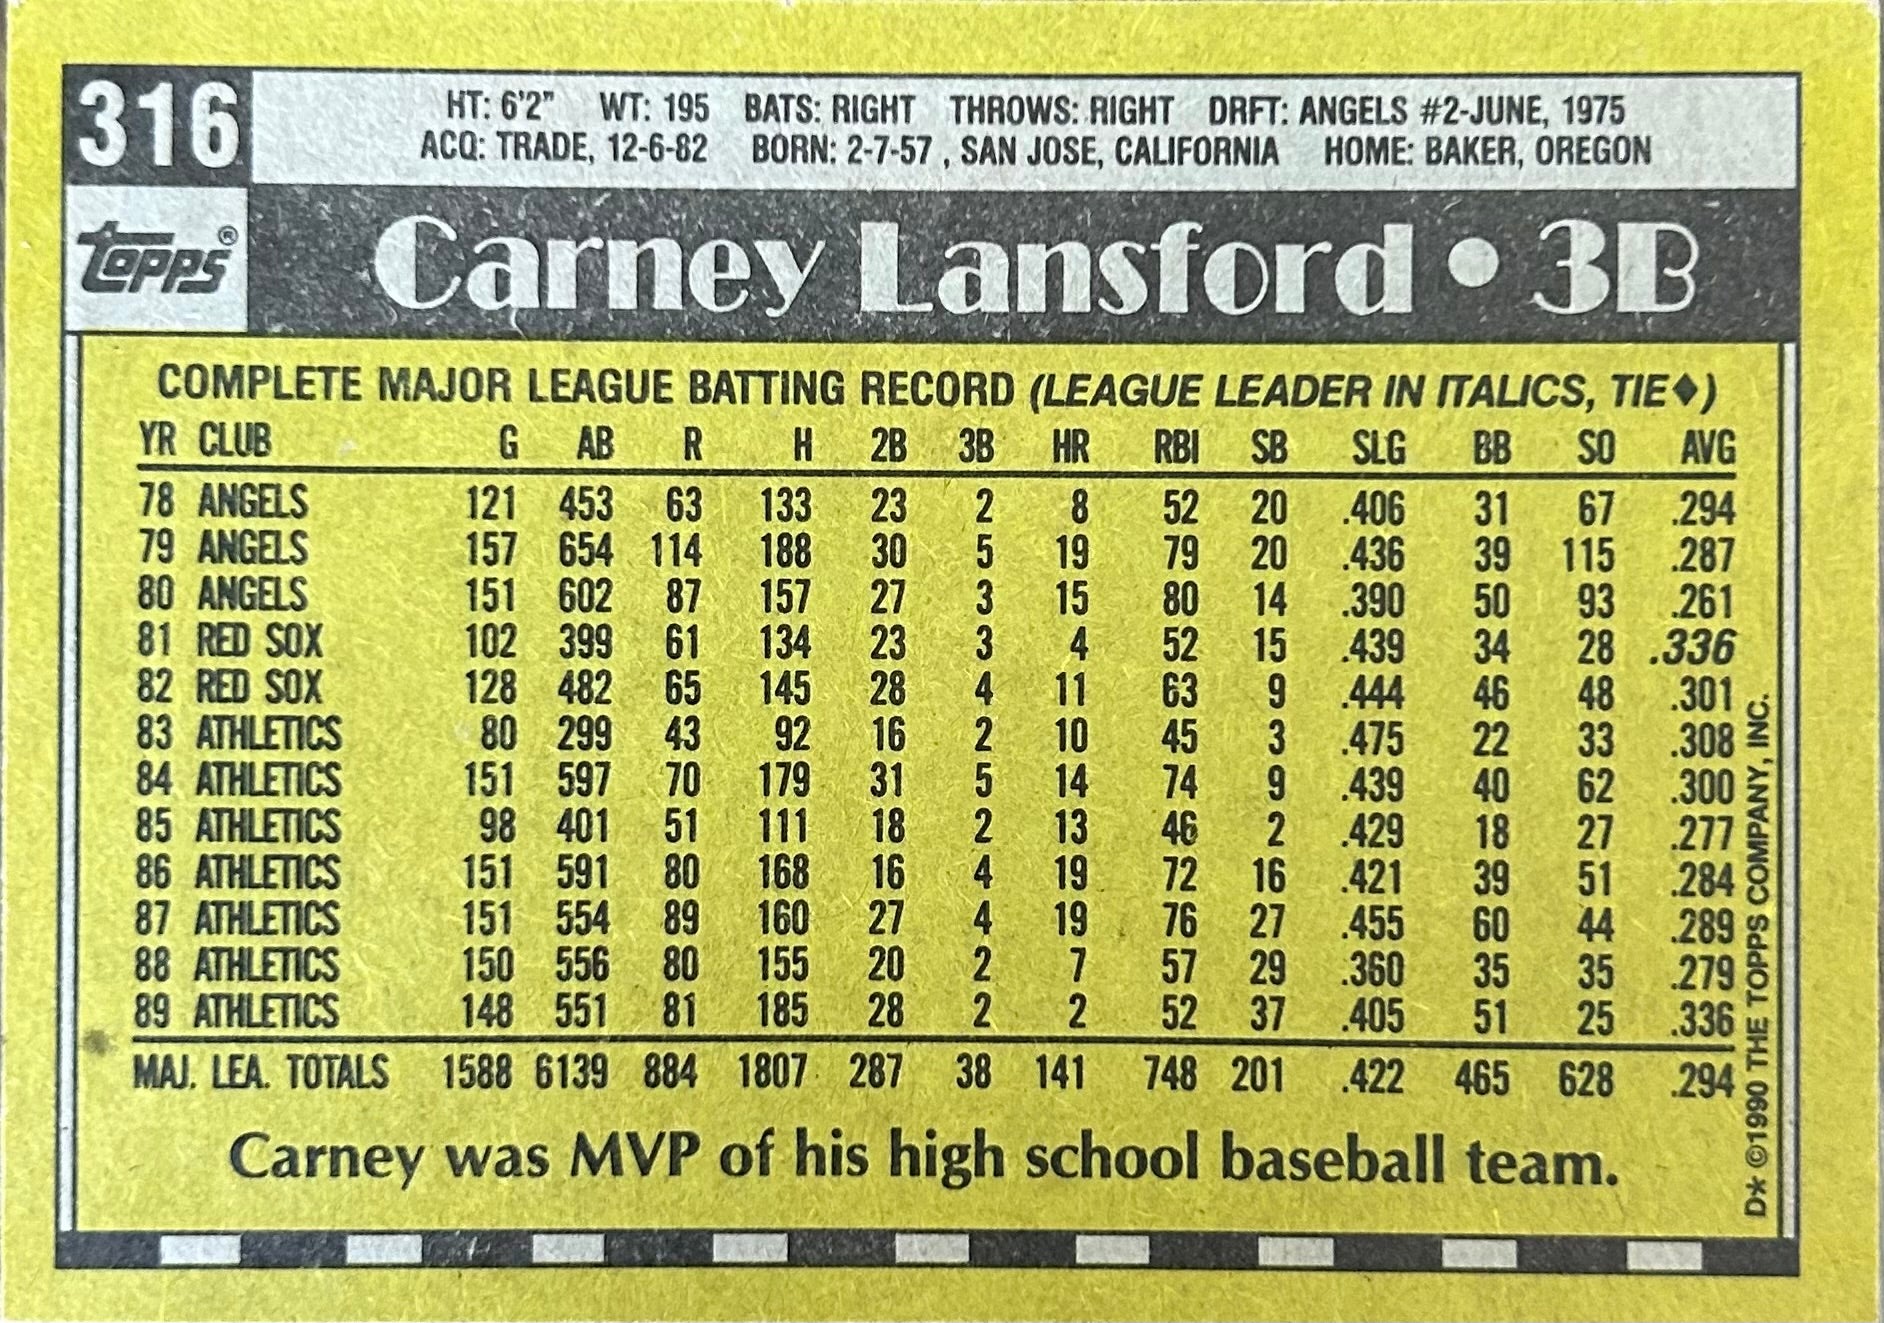 316
HT: 6'2" WT: 195 BATS: RIGHT THROWS: RIGHT DRFT: ANGELS #2-JUNE, 1975
ACQ: TRADE, 12-6-82 BORN: 2-7-57 , SAN JOSE, CALIFORNIA HOME: BAKER, OREGON
topps®
Carney Lansford • 3B
COMPLETE MAJOR LEAGUE BATTING RECORD (LEAGUE LEADER IN ITALICS, TIE♦)
YR CLUB G AB R H 2B 3B HR RBI SB SLG BB SO AVG
78 ANGELS 121 453 63 133 23 2 8 52 20 .406 31 67 .294
79 ANGELS 157 654 114 188 30 5 19 79 20 .436 39 115 .287
80 ANGELS 151 602 87 157 27 3 15 80 14 .390 50 93 .261
81 RED SOX 102 399 61 134 23 3 4 52 15 .439 34 28 .336
82 RED SOX 128 482 65 145 28 4 11 63 9 .444 46 48 .301
83 ATHLETICS 80 299 43 92 16 2 10 45 3 .475 22 33 .308
84 ATHLETICS 151 597 70 179 31 5 14 74 9 .439 40 62 .300
85 ATHLETICS 98 401 51 111 18 2 13 46 2 .429 18 27 .277
86 ATHLETICS 151 591 80 168 16 4 19 72 16 .421 39 51 .284
87 ATHLETICS 151 554 89 160 27 4 19 76 27 .455 60 44 .289
88 ATHLETICS 150 556 80 155 20 2 7 57 29 .360 35 35 .279
89 ATHLETICS 148 551 81 185 28 2 2 52 37 .405 51 25 .336
MAJ. LEA. TOTALS 1588 6139 884 1807 287 38 141 748 201 .422 465 628 .294
Carney was MVP of his high school baseball team.
D* ©1990 THE TOPPS COMPANY, INC.